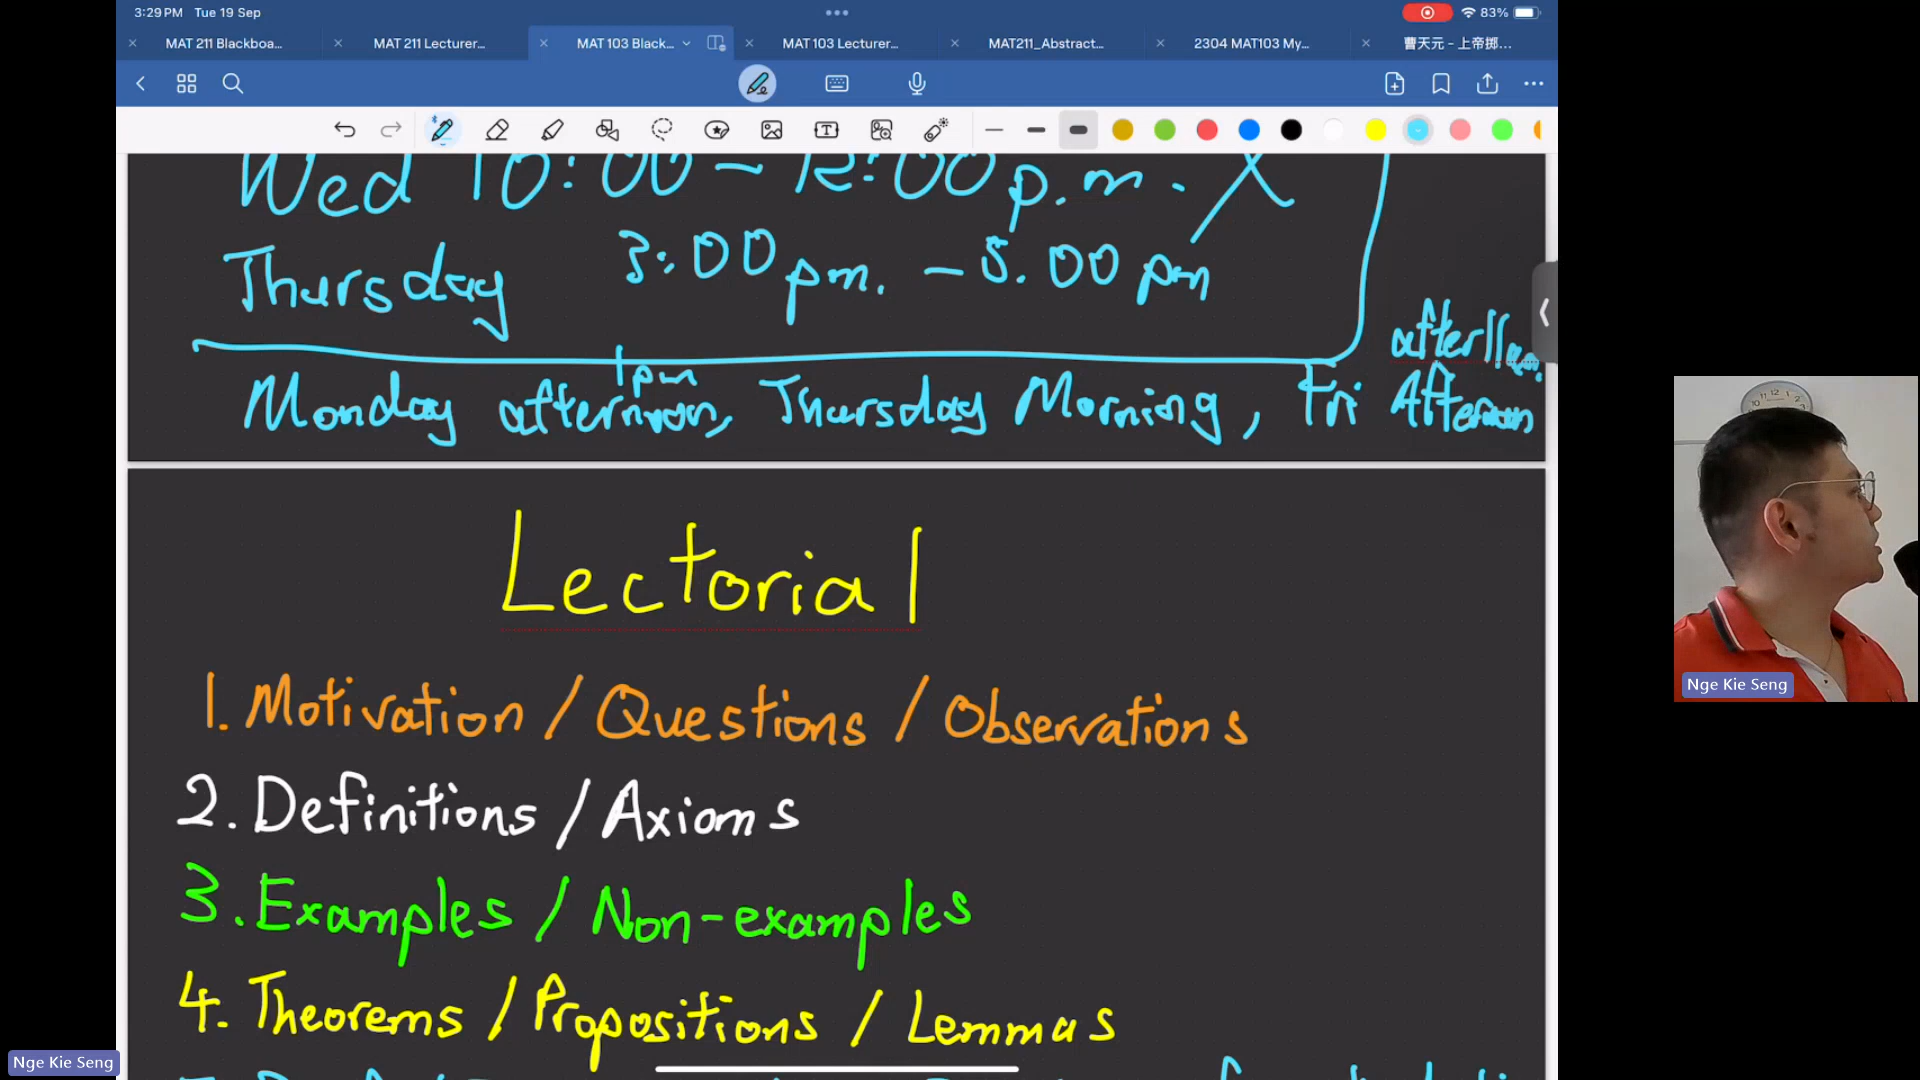 3:29 PM Tue 19 Sep
83%
MAT 211 Blackboa...
MAT 211 Lecturer...
MAT 103 Black...
MAT 103 Lecturer...
MAT211_Abstract...
2304 MAT103 My...
曹天元 - 上帝掷...
Wed 10:00 - 12:00 p.m.
Thursday 3:00 pm. - 5.00 pm
after 11am.
1pm
Monday afternoon, Thursday Morning, Fri Afternoon
Lectorial
1. Motivation / Questions / Observations
2. Definitions / Axioms
3. Examples / Non-examples
4. Theorems / Propositions / Lemmas
Nge Kie Seng
Nge Kie Seng